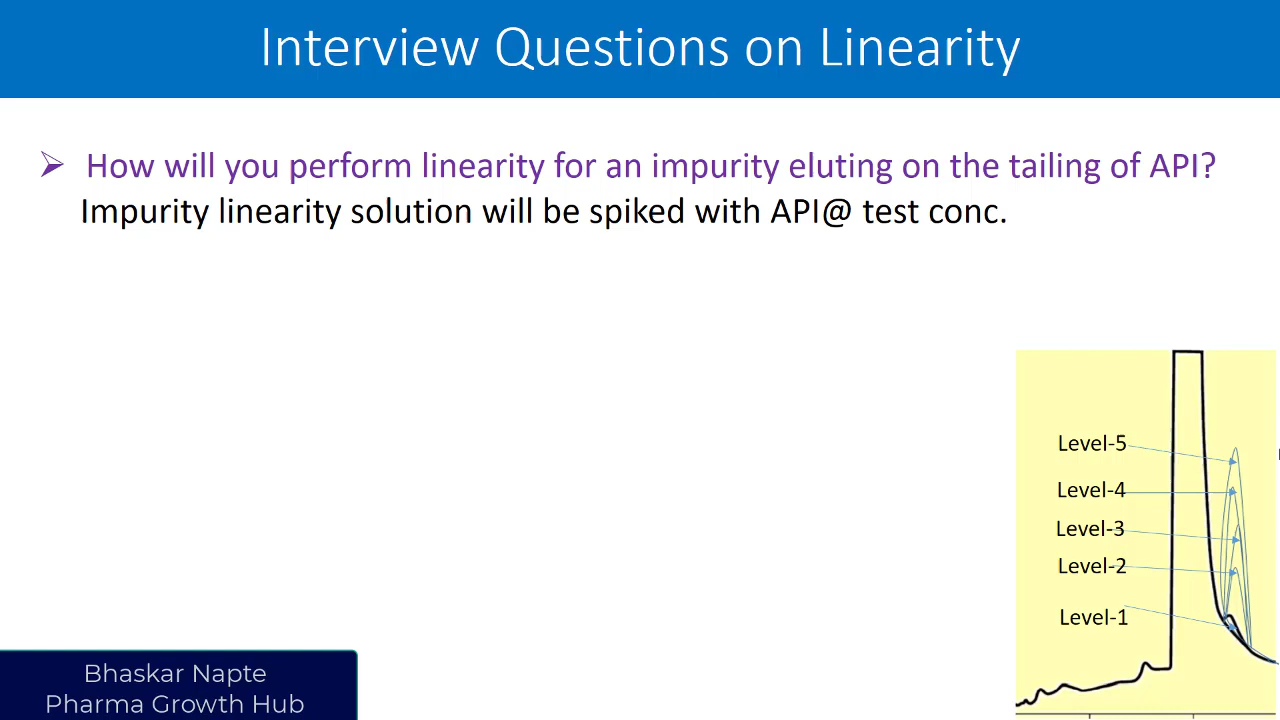 Interview Questions on Linearity
➢ How will you perform linearity for an impurity eluting on the tailing of API?
Impurity linearity solution will be spiked with API@ test conc.
Level-5
Level-4
Level-3
Level-2
Level-1
Bhaskar Napte
Pharma Growth Hub